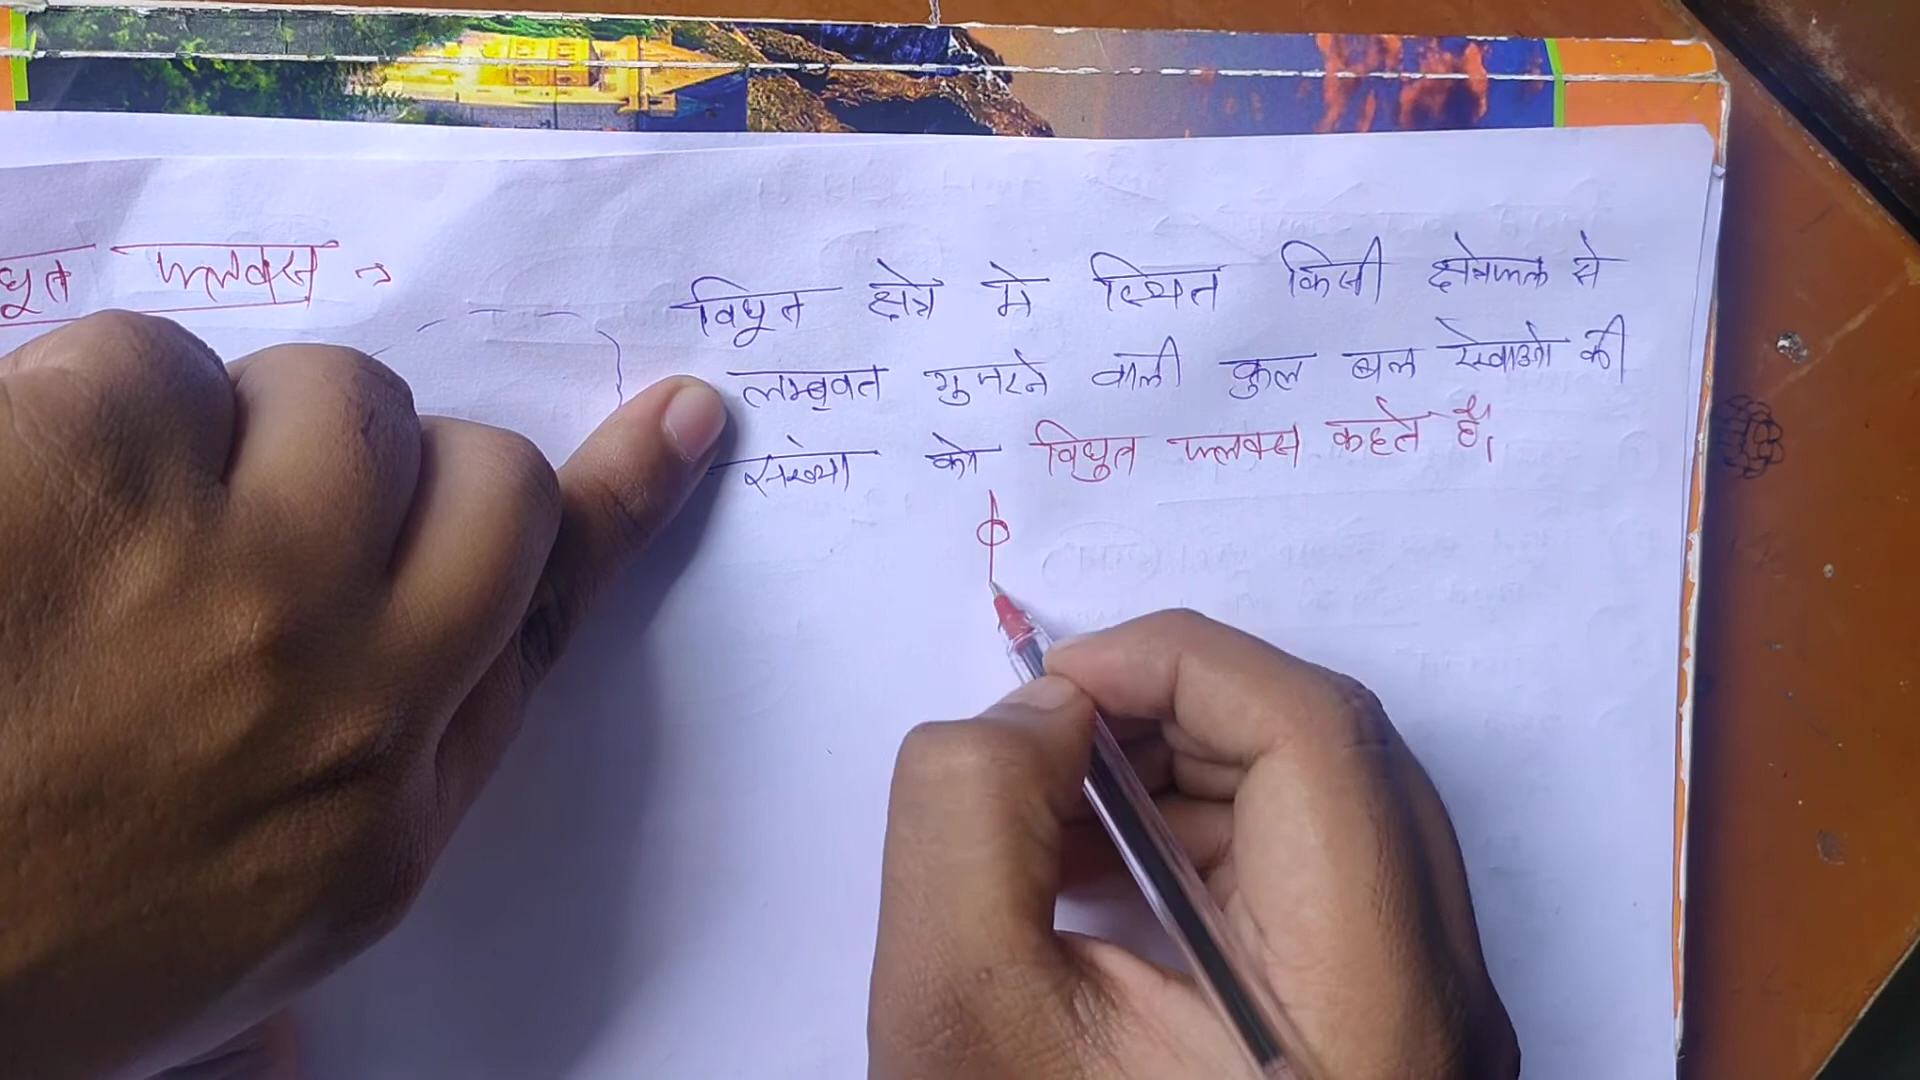 धूत फ्लक्स →
विधूत क्षेत्र मे स्थित किसी क्षेत्रफल से
लम्बवत गुजरने वाली कुल बल रेखाओ की
संख्या को विधुत फ्लक्स कहते है।
ϕ